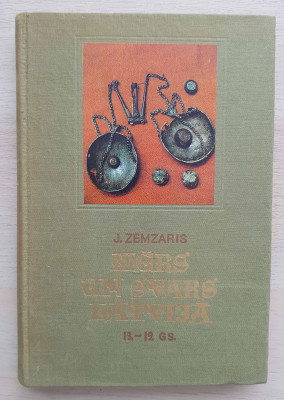 J. ZEMZARIS
MĒRS
UN SVARS
LATVIJĀ
13.—19. GS.